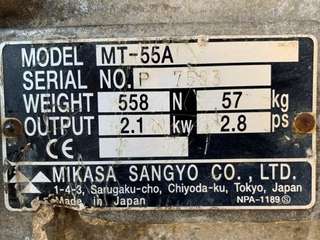 MODEL MT-55A
SERIAL NO. P
WEIGHT 558 N 57 kg
OUTPUT 2.1 kw 2.8 ps
CE
MIKASA SANGYO CO., LTD.
1-4-3, Sarugaku-cho, Chiyoda-ku, Tokyo, Japan
Made in Japan NPA-1189 Ⓢ